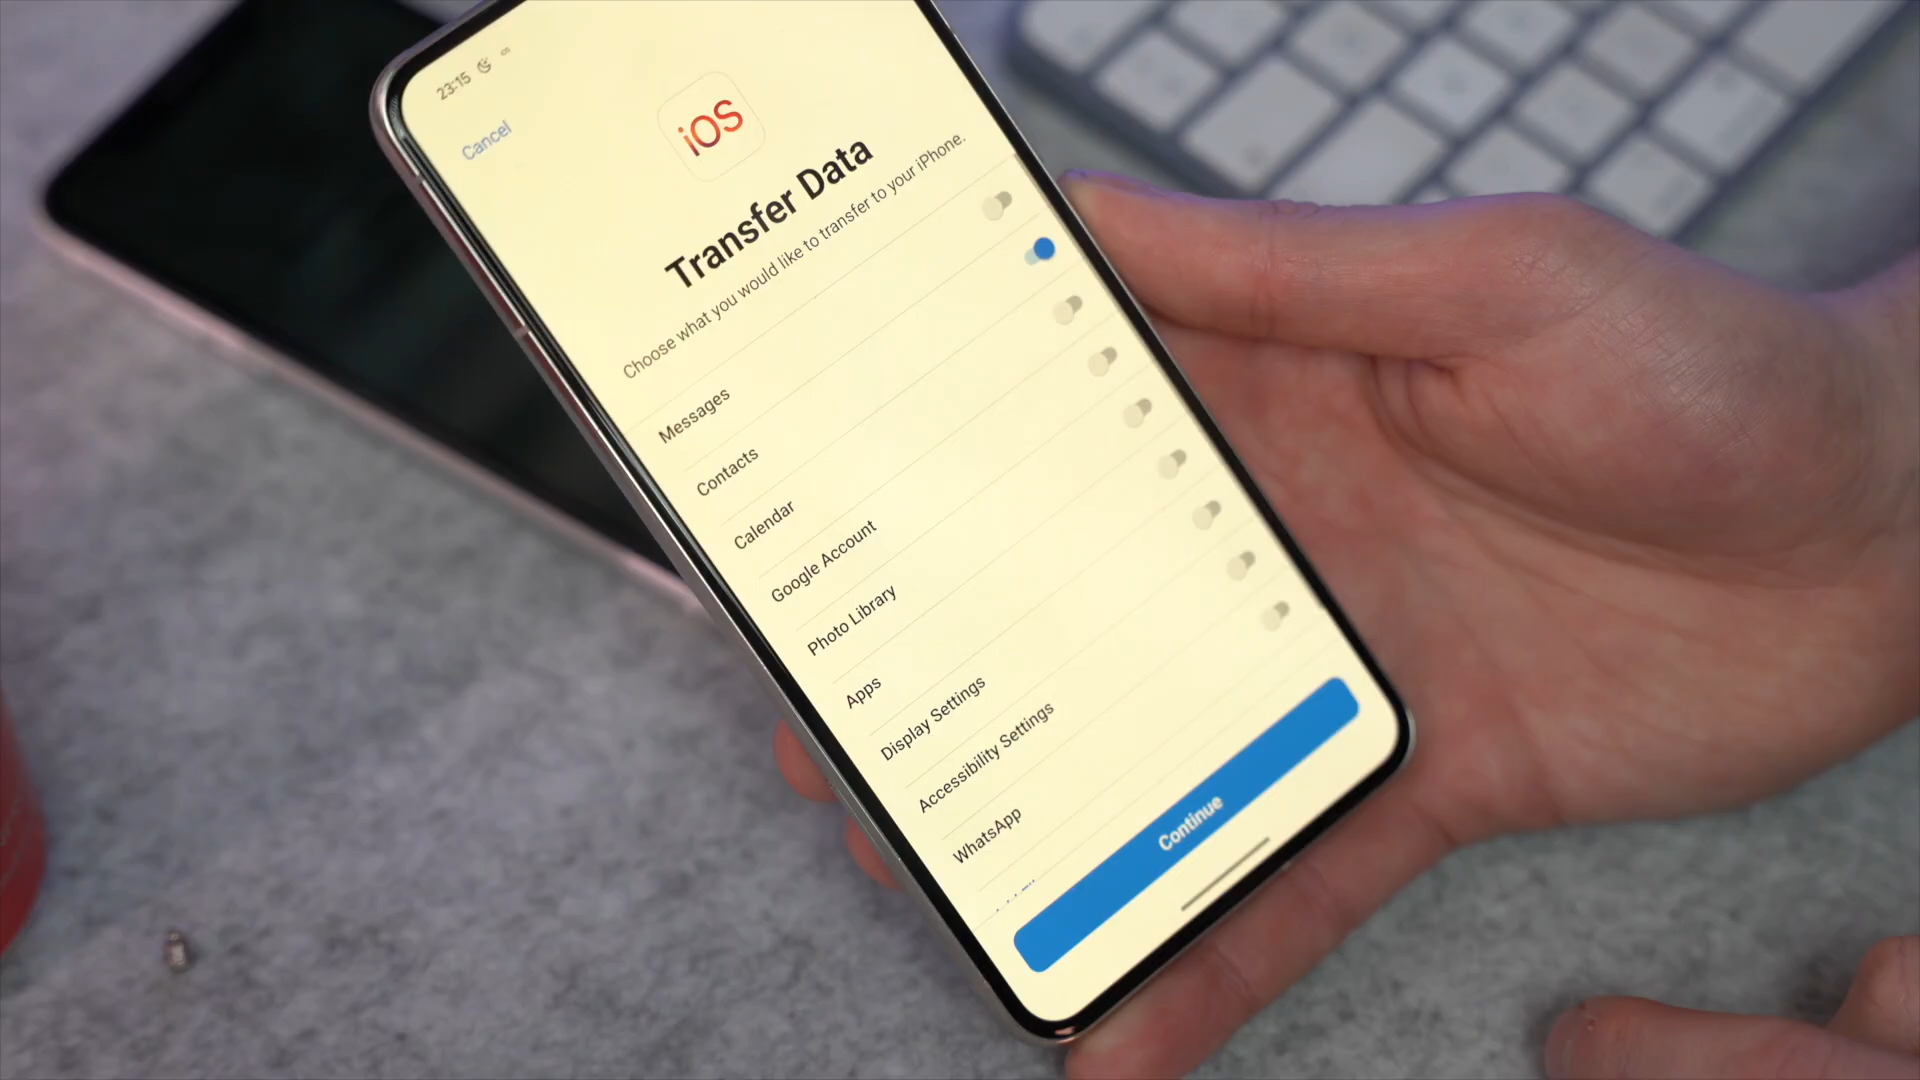 23:15
Cancel
iOS
Transfer Data
Choose what you would like to transfer to your iPhone.
Messages
Contacts
Calendar
Google Account
Photo Library
Apps
Display Settings
Accessibility Settings
WhatsApp
Continue